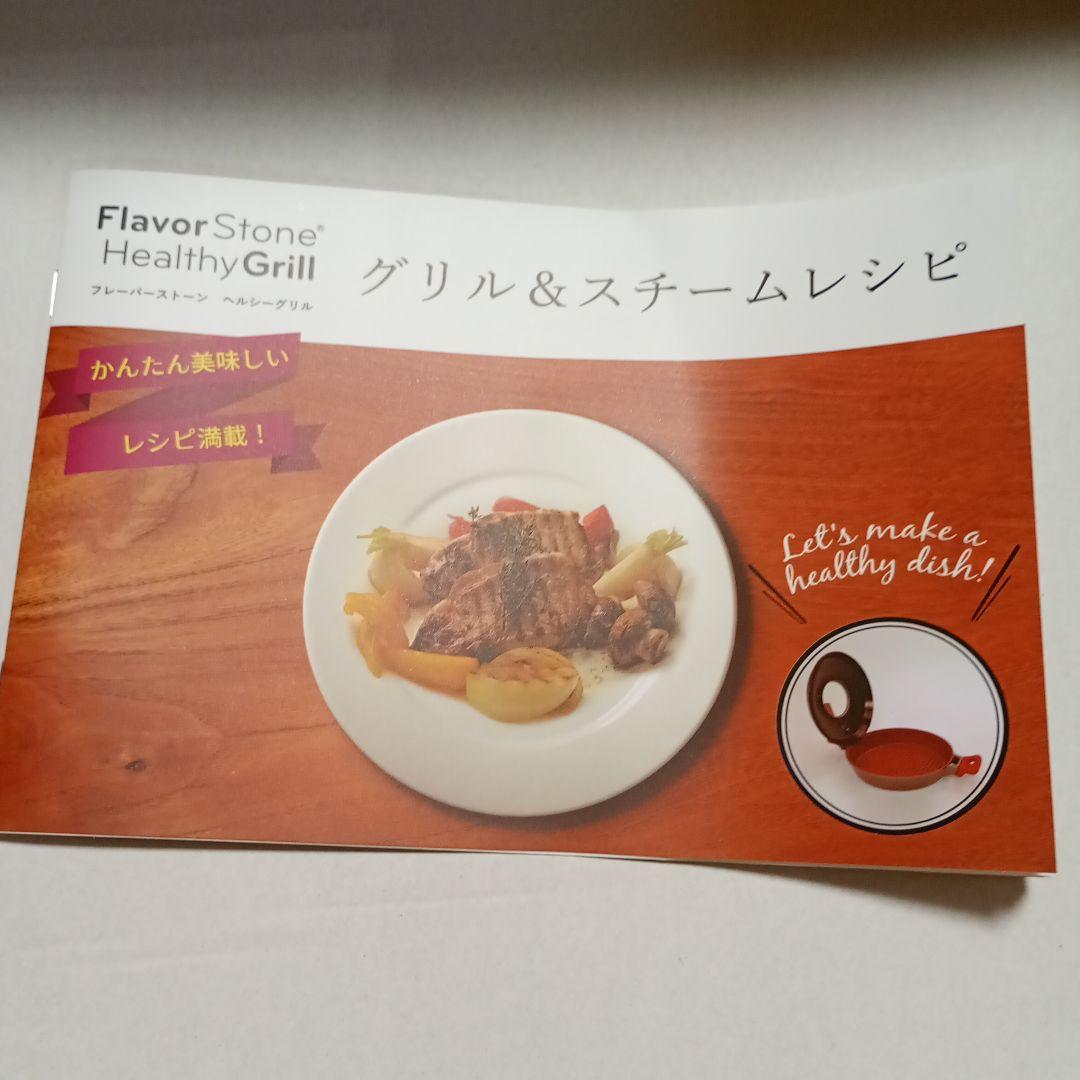 Flavor Stone®
Healthy Grill
フレーバーストーン ヘルシーグリル
グリル&スチームレシピ
かんたん美味しい
レシピ満載!
Let's make a
healthy dish!